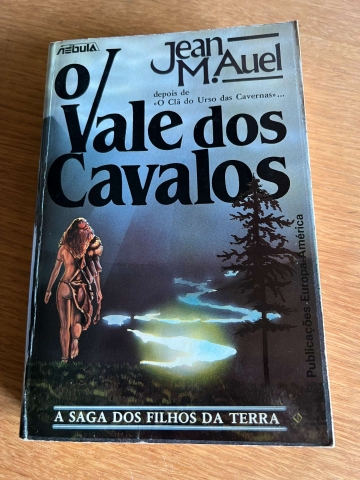 NEBULA
Jean
M. Auel
depois de
«O Clã do Urso das Cavernas»...
O
Vale dos
Cavalos
Publicações Europa-América
A SAGA DOS FILHOS DA TERRA